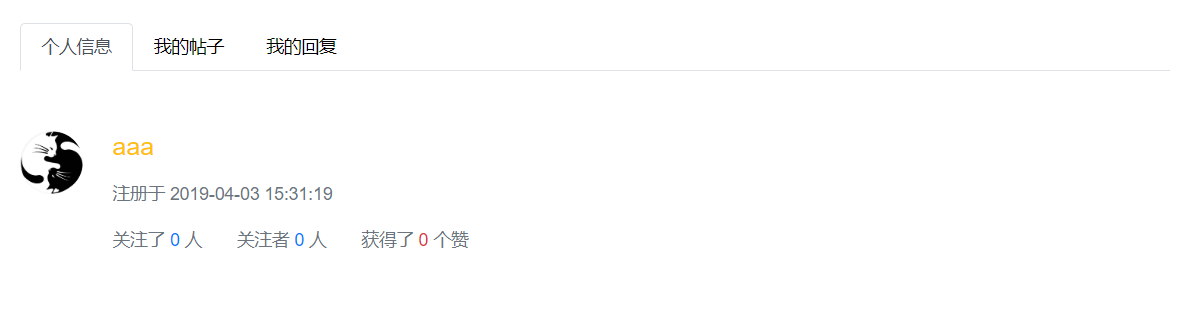 个人信息 我的帖子 我的回复
aaa
注册于 2019-04-03 15:31:19
关注了 0 人 关注者 0 人 获得了 0 个赞